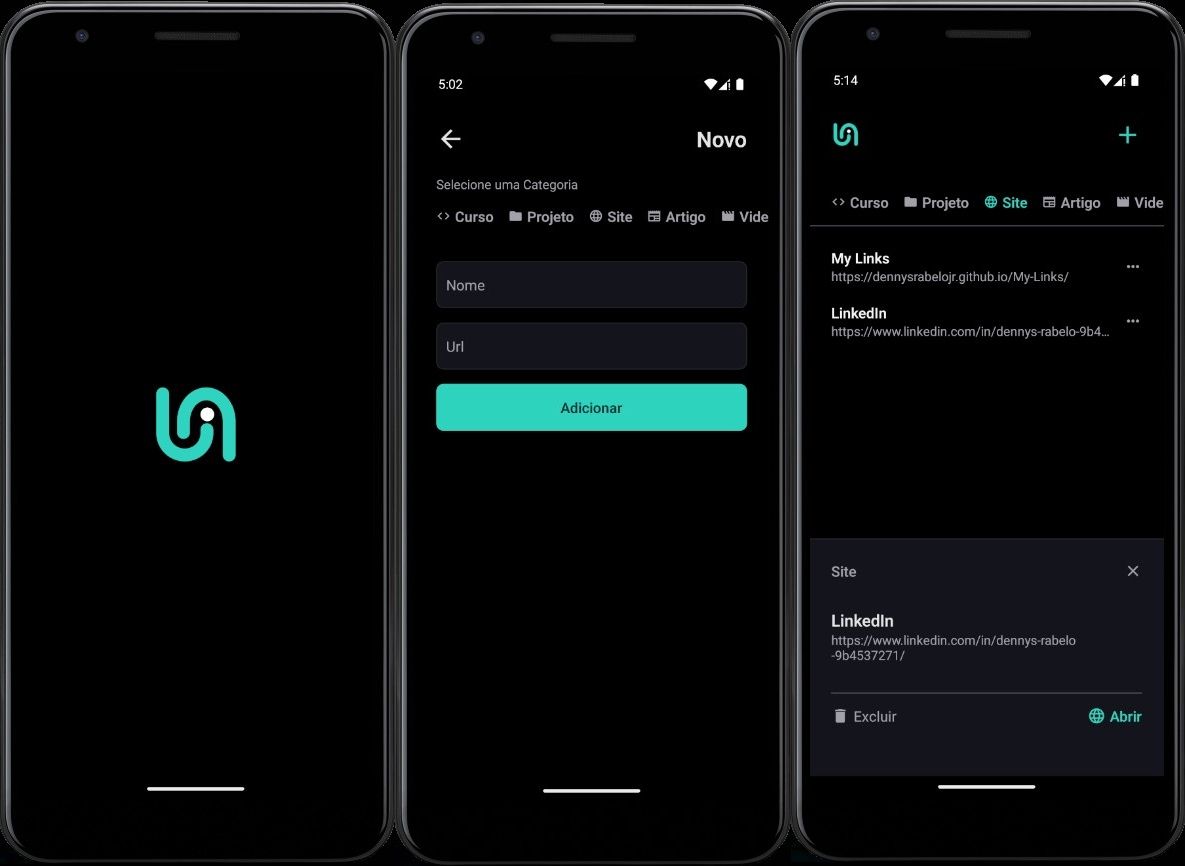 5:02
Novo
Selecione uma Categoria
Curso Projeto Site Artigo Vide
Nome
Url
Adicionar
5:14
Curso Projeto Site Artigo Vide
My Links
https://dennysrabelojr.github.io/My-Links/
LinkedIn
https://www.linkedin.com/in/dennys-rabelo-9b4...
Site
LinkedIn
https://www.linkedin.com/in/dennys-rabelo
-9b4537271/
Excluir Abrir